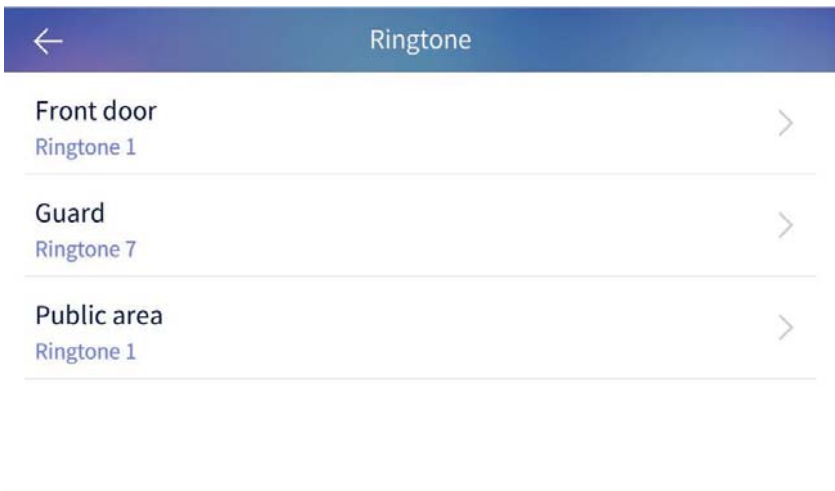 Ringtone
Front door
Ringtone 1
Guard
Ringtone 7
Public area
Ringtone 1